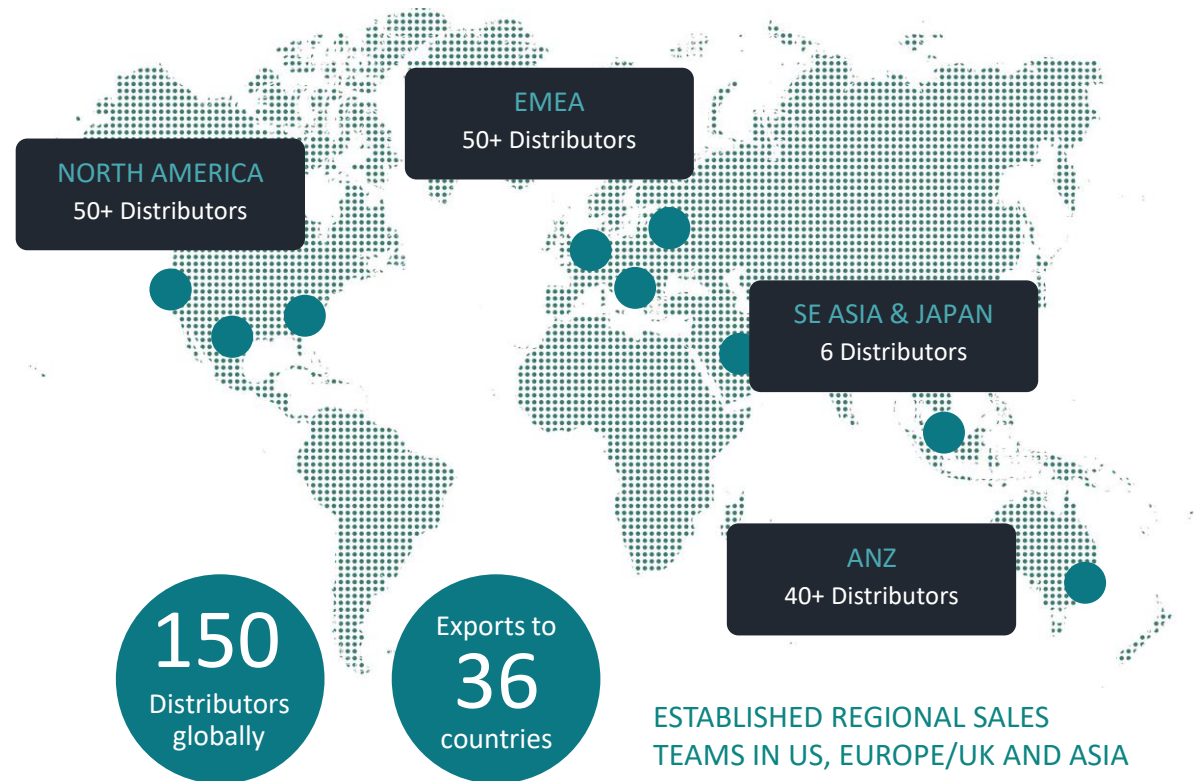 EMEA
50+ Distributors
NORTH AMERICA
50+ Distributors
SE ASIA & JAPAN
6 Distributors
ANZ
40+ Distributors
150
Distributors
globally
Exports to
36
countries
ESTABLISHED REGIONAL SALES
TEAMS IN US, EUROPE/UK AND ASIA